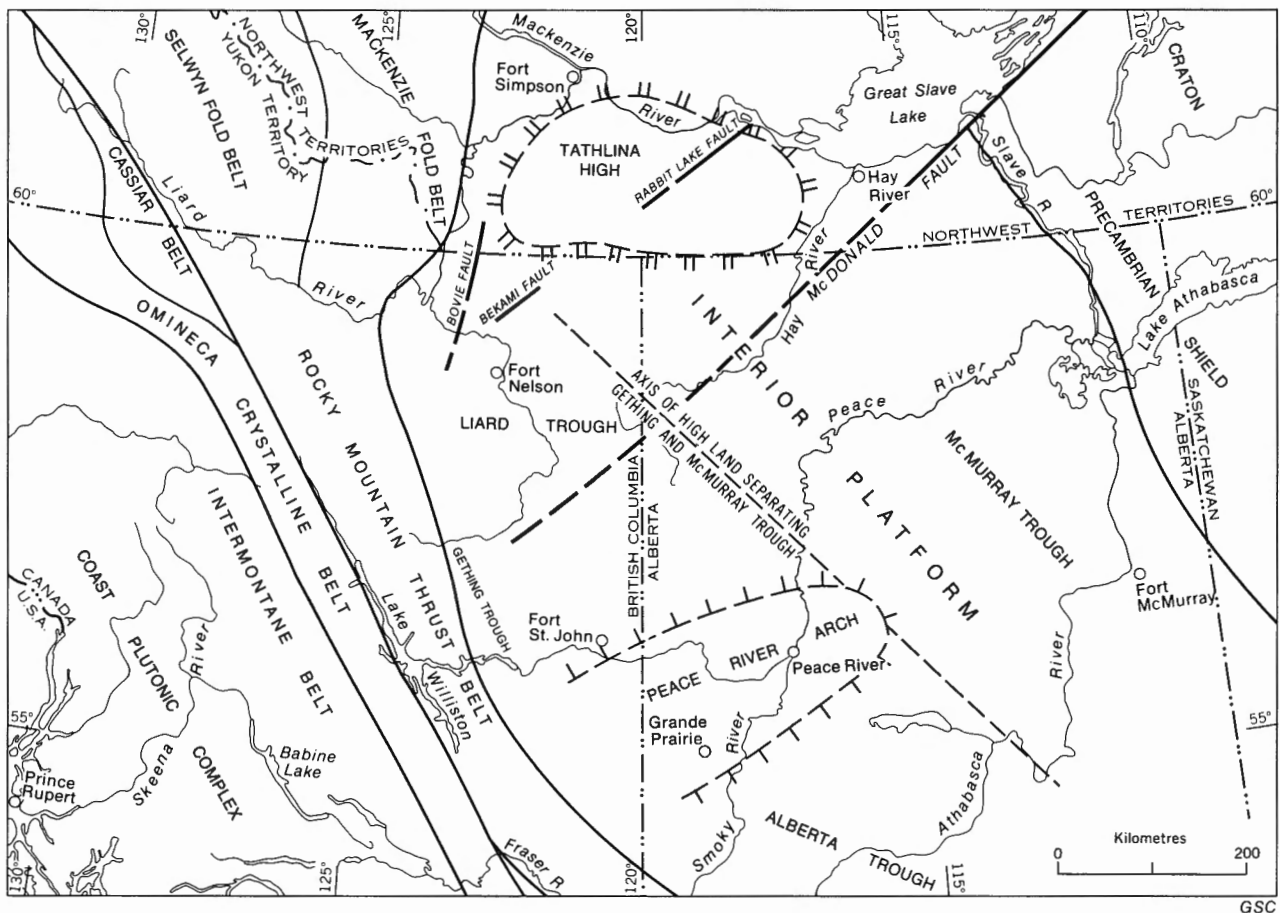 130°
125°
120°
115°
110°
SELWYN FOLD BELT
NORTHWEST TERRITORIES
YUKON TERRITORY
MACKENZIE
FOLD BELT
TERRITORIES
Mackenzie
River
Fort
Simpson
Great Slave
Lake
CRATON
TATHLINA
HIGH
RABBIT LAKE FAULT
Hay
River
Slave R
60°
CASSIAR
BELT
Liard
River
Hay River
McDONALD FAULT
NORTHWEST TERRITORIES
60°
PRECAMBRIAN
SHIELD
Lake Athabasca
BOVIE FAULT
BEKAMI FAULT
OMINECA
CRYSTALLINE
BELT
ROCKY
MOUNTAIN
THRUST
BELT
Fort
Nelson
LIARD TROUGH
AXIS OF HIGH LAND SEPARATING
GETHING AND McMURRAY TROUGH
INTERIOR
PLATFORM
Peace River
McMURRAY TROUGH
SASKATCHEWAN
ALBERTA
BRITISH COLUMBIA
ALBERTA
COAST
PLUTONIC
COMPLEX
INTERMONTANE
BELT
CANADA
U.S.A.
GETHING TROUGH
Fort
St. John
Williston
Lake
Fort
McMurray
PEACE RIVER ARCH
Peace River
Grande
Prairie
River
Smoky
River
Athabasca
55°
55°
Prince
Rupert
Skeena
River
Babine
Lake
Fraser R
ALBERTA
TROUGH
Kilometres
0 200
130°
125°
120°
115°
GSC